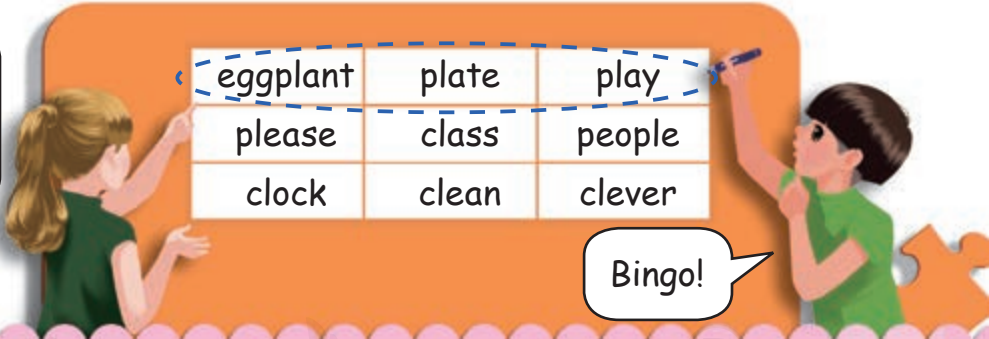 eggplant plate play
please class people
clock clean clever
Bingo!